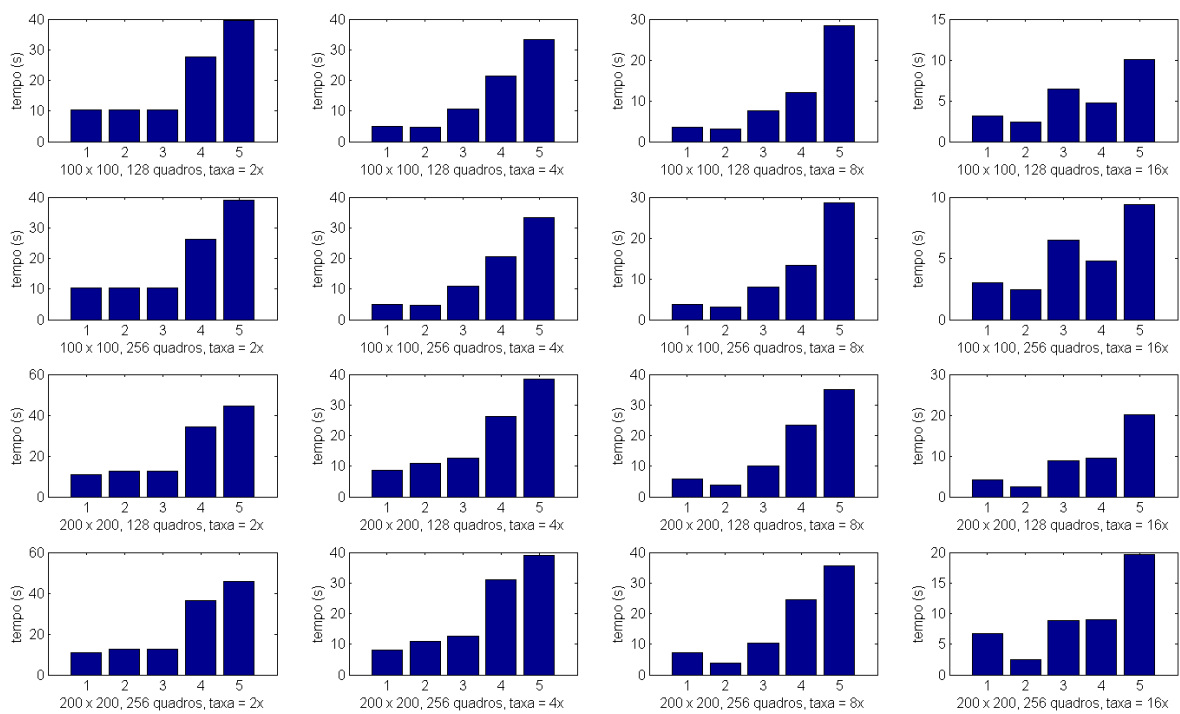 40
30
20
10
0
tempo (s)
1 2 3 4 5
100 x 100, 128 quadros, taxa = 2x
40
30
20
10
0
tempo (s)
1 2 3 4 5
100 x 100, 128 quadros, taxa = 4x
30
20
10
0
tempo (s)
1 2 3 4 5
100 x 100, 128 quadros, taxa = 8x
15
10
5
0
tempo (s)
1 2 3 4 5
100 x 100, 128 quadros, taxa = 16x
40
30
20
10
0
tempo (s)
1 2 3 4 5
100 x 100, 256 quadros, taxa = 2x
40
30
20
10
0
tempo (s)
1 2 3 4 5
100 x 100, 256 quadros, taxa = 4x
30
20
10
0
tempo (s)
1 2 3 4 5
100 x 100, 256 quadros, taxa = 8x
10
5
0
tempo (s)
1 2 3 4 5
100 x 100, 256 quadros, taxa = 16x
60
40
20
0
tempo (s)
1 2 3 4 5
200 x 200, 128 quadros, taxa = 2x
40
30
20
10
0
tempo (s)
1 2 3 4 5
200 x 200, 128 quadros, taxa = 4x
40
30
20
10
0
tempo (s)
1 2 3 4 5
200 x 200, 128 quadros, taxa = 8x
30
20
10
0
tempo (s)
1 2 3 4 5
200 x 200, 128 quadros, taxa = 16x
60
40
20
0
tempo (s)
1 2 3 4 5
200 x 200, 256 quadros, taxa = 2x
40
30
20
10
0
tempo (s)
1 2 3 4 5
200 x 200, 256 quadros, taxa = 4x
40
30
20
10
0
tempo (s)
1 2 3 4 5
200 x 200, 256 quadros, taxa = 8x
20
15
10
5
0
tempo (s)
1 2 3 4 5
200 x 200, 256 quadros, taxa = 16x